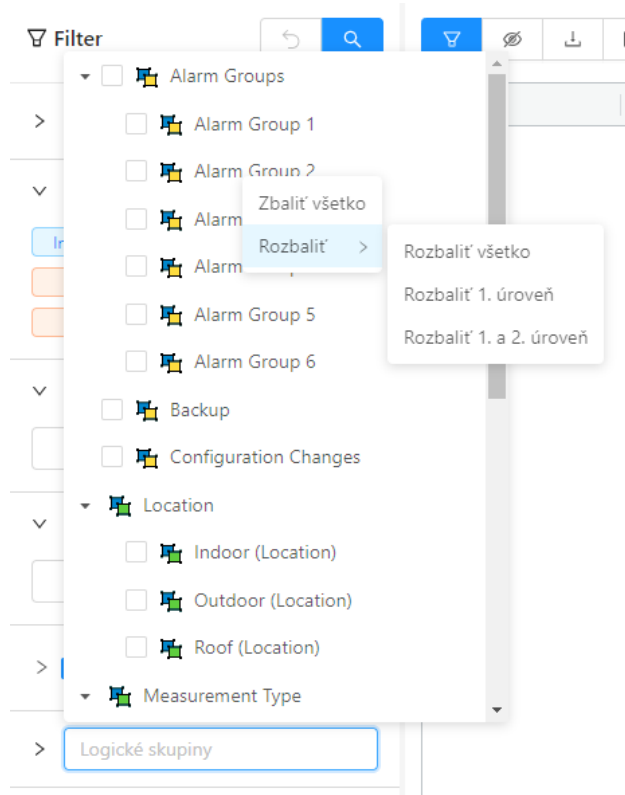 Filter
Alarm Groups
Alarm Group 1
Alarm Group 2
Zbaliť všetko
Alarm
Rozbaliť
Rozbaliť všetko
Alarm
Rozbaliť 1. úroveň
Alarm Group 5
Rozbaliť 1. a 2. úroveň
Alarm Group 6
Backup
Configuration Changes
Location
Indoor (Location)
Outdoor (Location)
Roof (Location)
Measurement Type
Logické skupiny